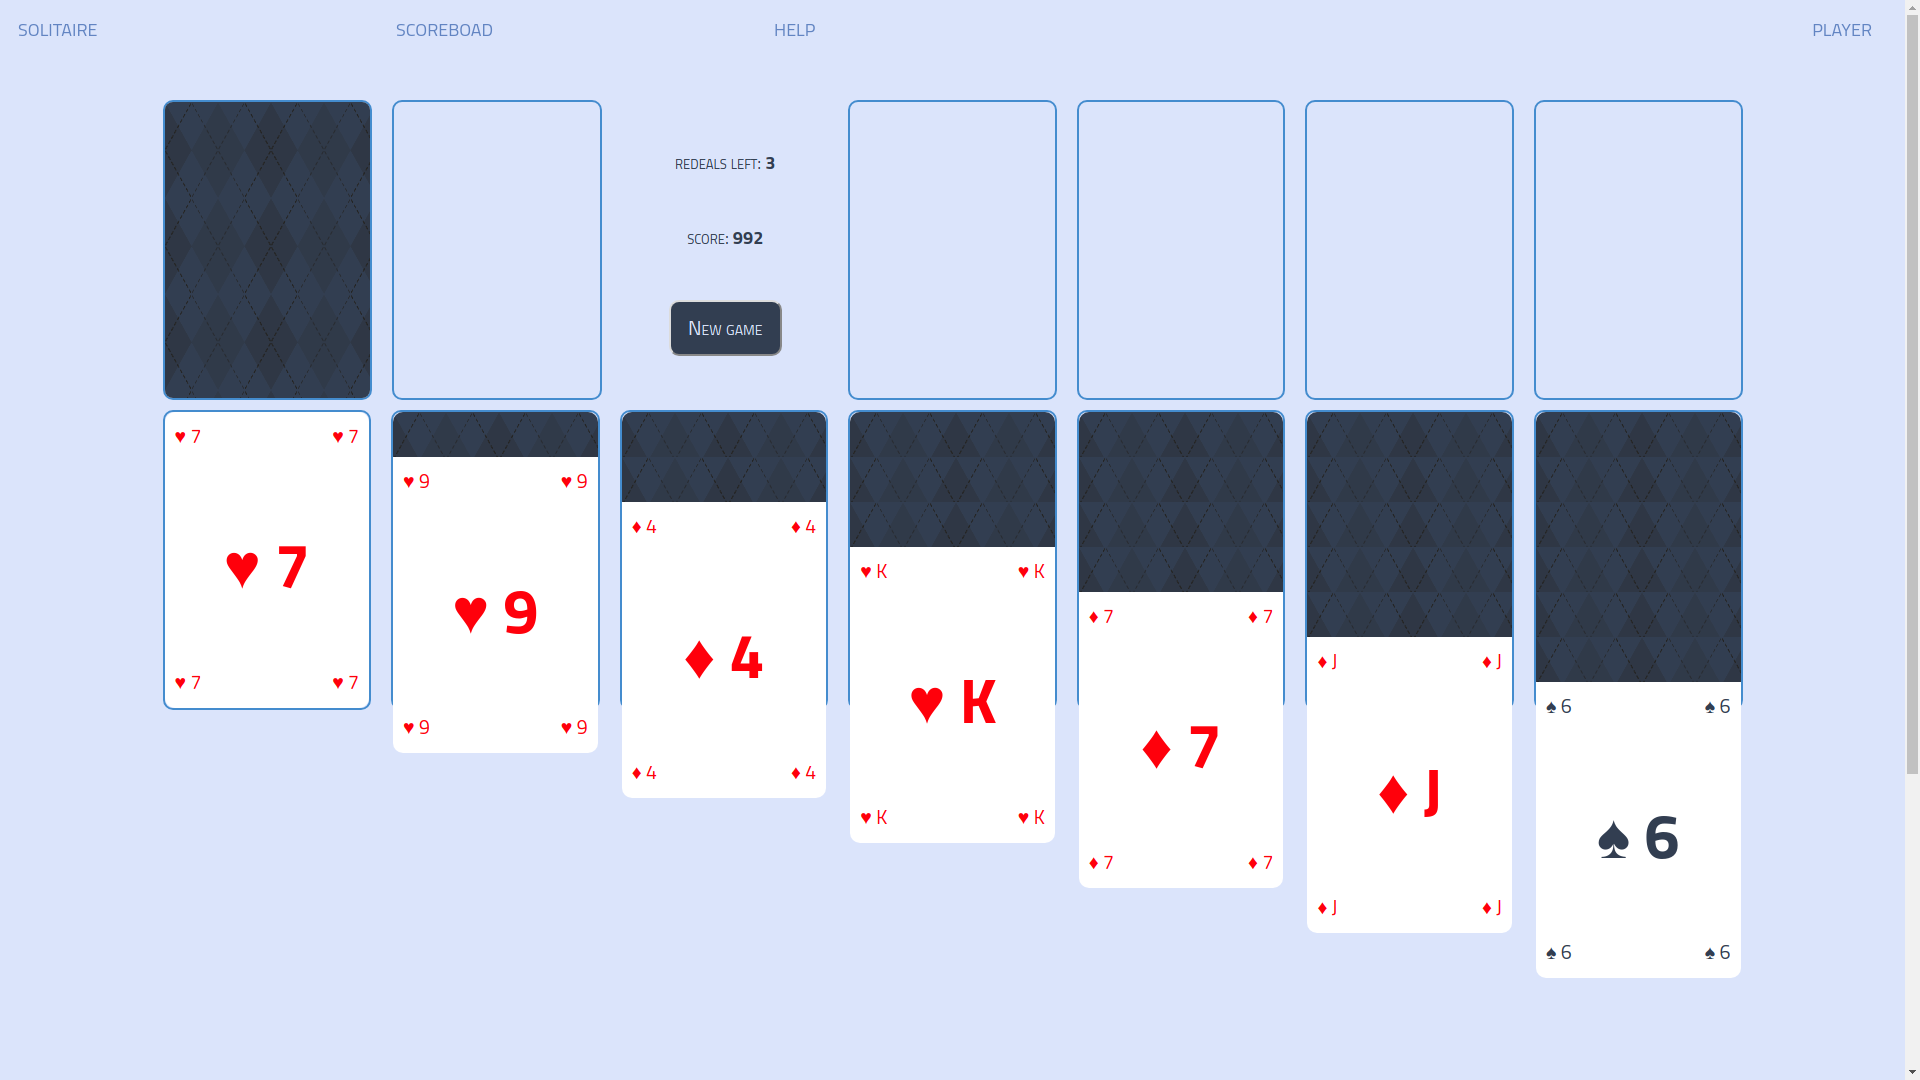 SOLITAIRE SCOREBOAD HELP PLAYER
REDEALS LEFT: 3
SCORE: 992
NEW GAME
♥ 7 ♥ 7
♥ 7
♥ 7 ♥ 7
♥ 9 ♥ 9
♥ 9
♥ 9 ♥ 9
♦ 4 ♦ 4
♦ 4
♦ 4 ♦ 4
♥ K ♥ K
♥ K
♥ K ♥ K
♦ 7 ♦ 7
♦ 7
♦ 7 ♦ 7
♦ J ♦ J
♦ J
♦ J ♦ J
♠ 6 ♠ 6
♠ 6
♠ 6 ♠ 6